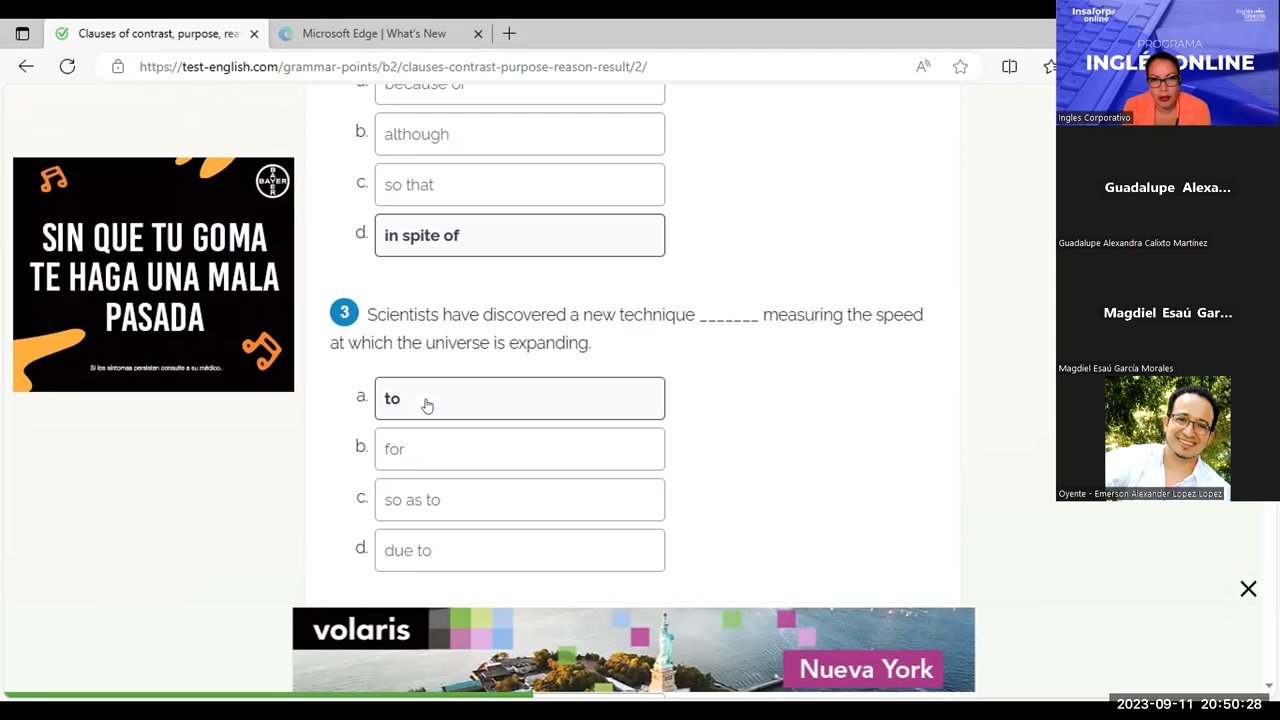 Clauses of contrast, purpose, rea
Microsoft Edge | What's New
https://test-english.com/grammar-points/b2/clauses-contrast-purpose-reason-result/2/
because of
b. although
c. so that
d. in spite of
3 Scientists have discovered a new technique _______ measuring the speed
at which the universe is expanding.
a. to
b. for
c. so as to
d. due to
BAYER
BAYER
SIN QUE TU GOMA
TE HAGA UNA MALA
PASADA
Si los síntomas persisten consulte a su médico.
volaris
Nueva York
Insaforp
online
PROGRAMA
INGLÉS ONLINE
Ingles Corporativo
Guadalupe Alexa...
Guadalupe Alexandra Calixto Martínez
Magdiel Esaú Gar...
Magdiel Esaú García Morales
Oyente - Emerson Alexander Lopez Lopez
2023-09-11 20:50:28